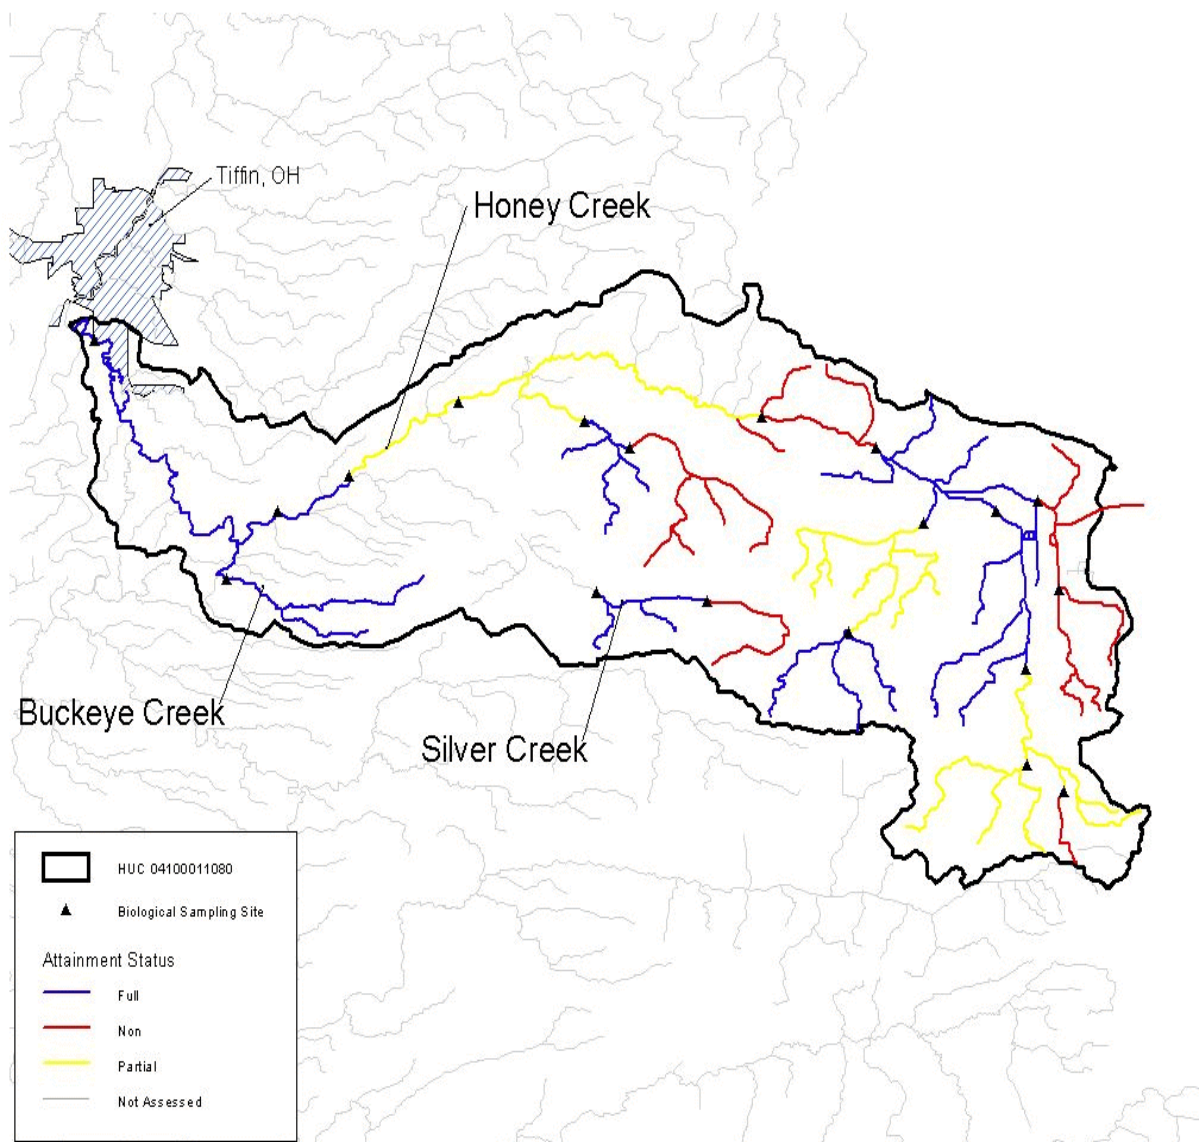 Tiffin, OH
Honey Creek
Buckeye Creek
Silver Creek
HUC 04100011080
Biological Sampling Site
Attainment Status
Full
Non
Partial
Not Assessed